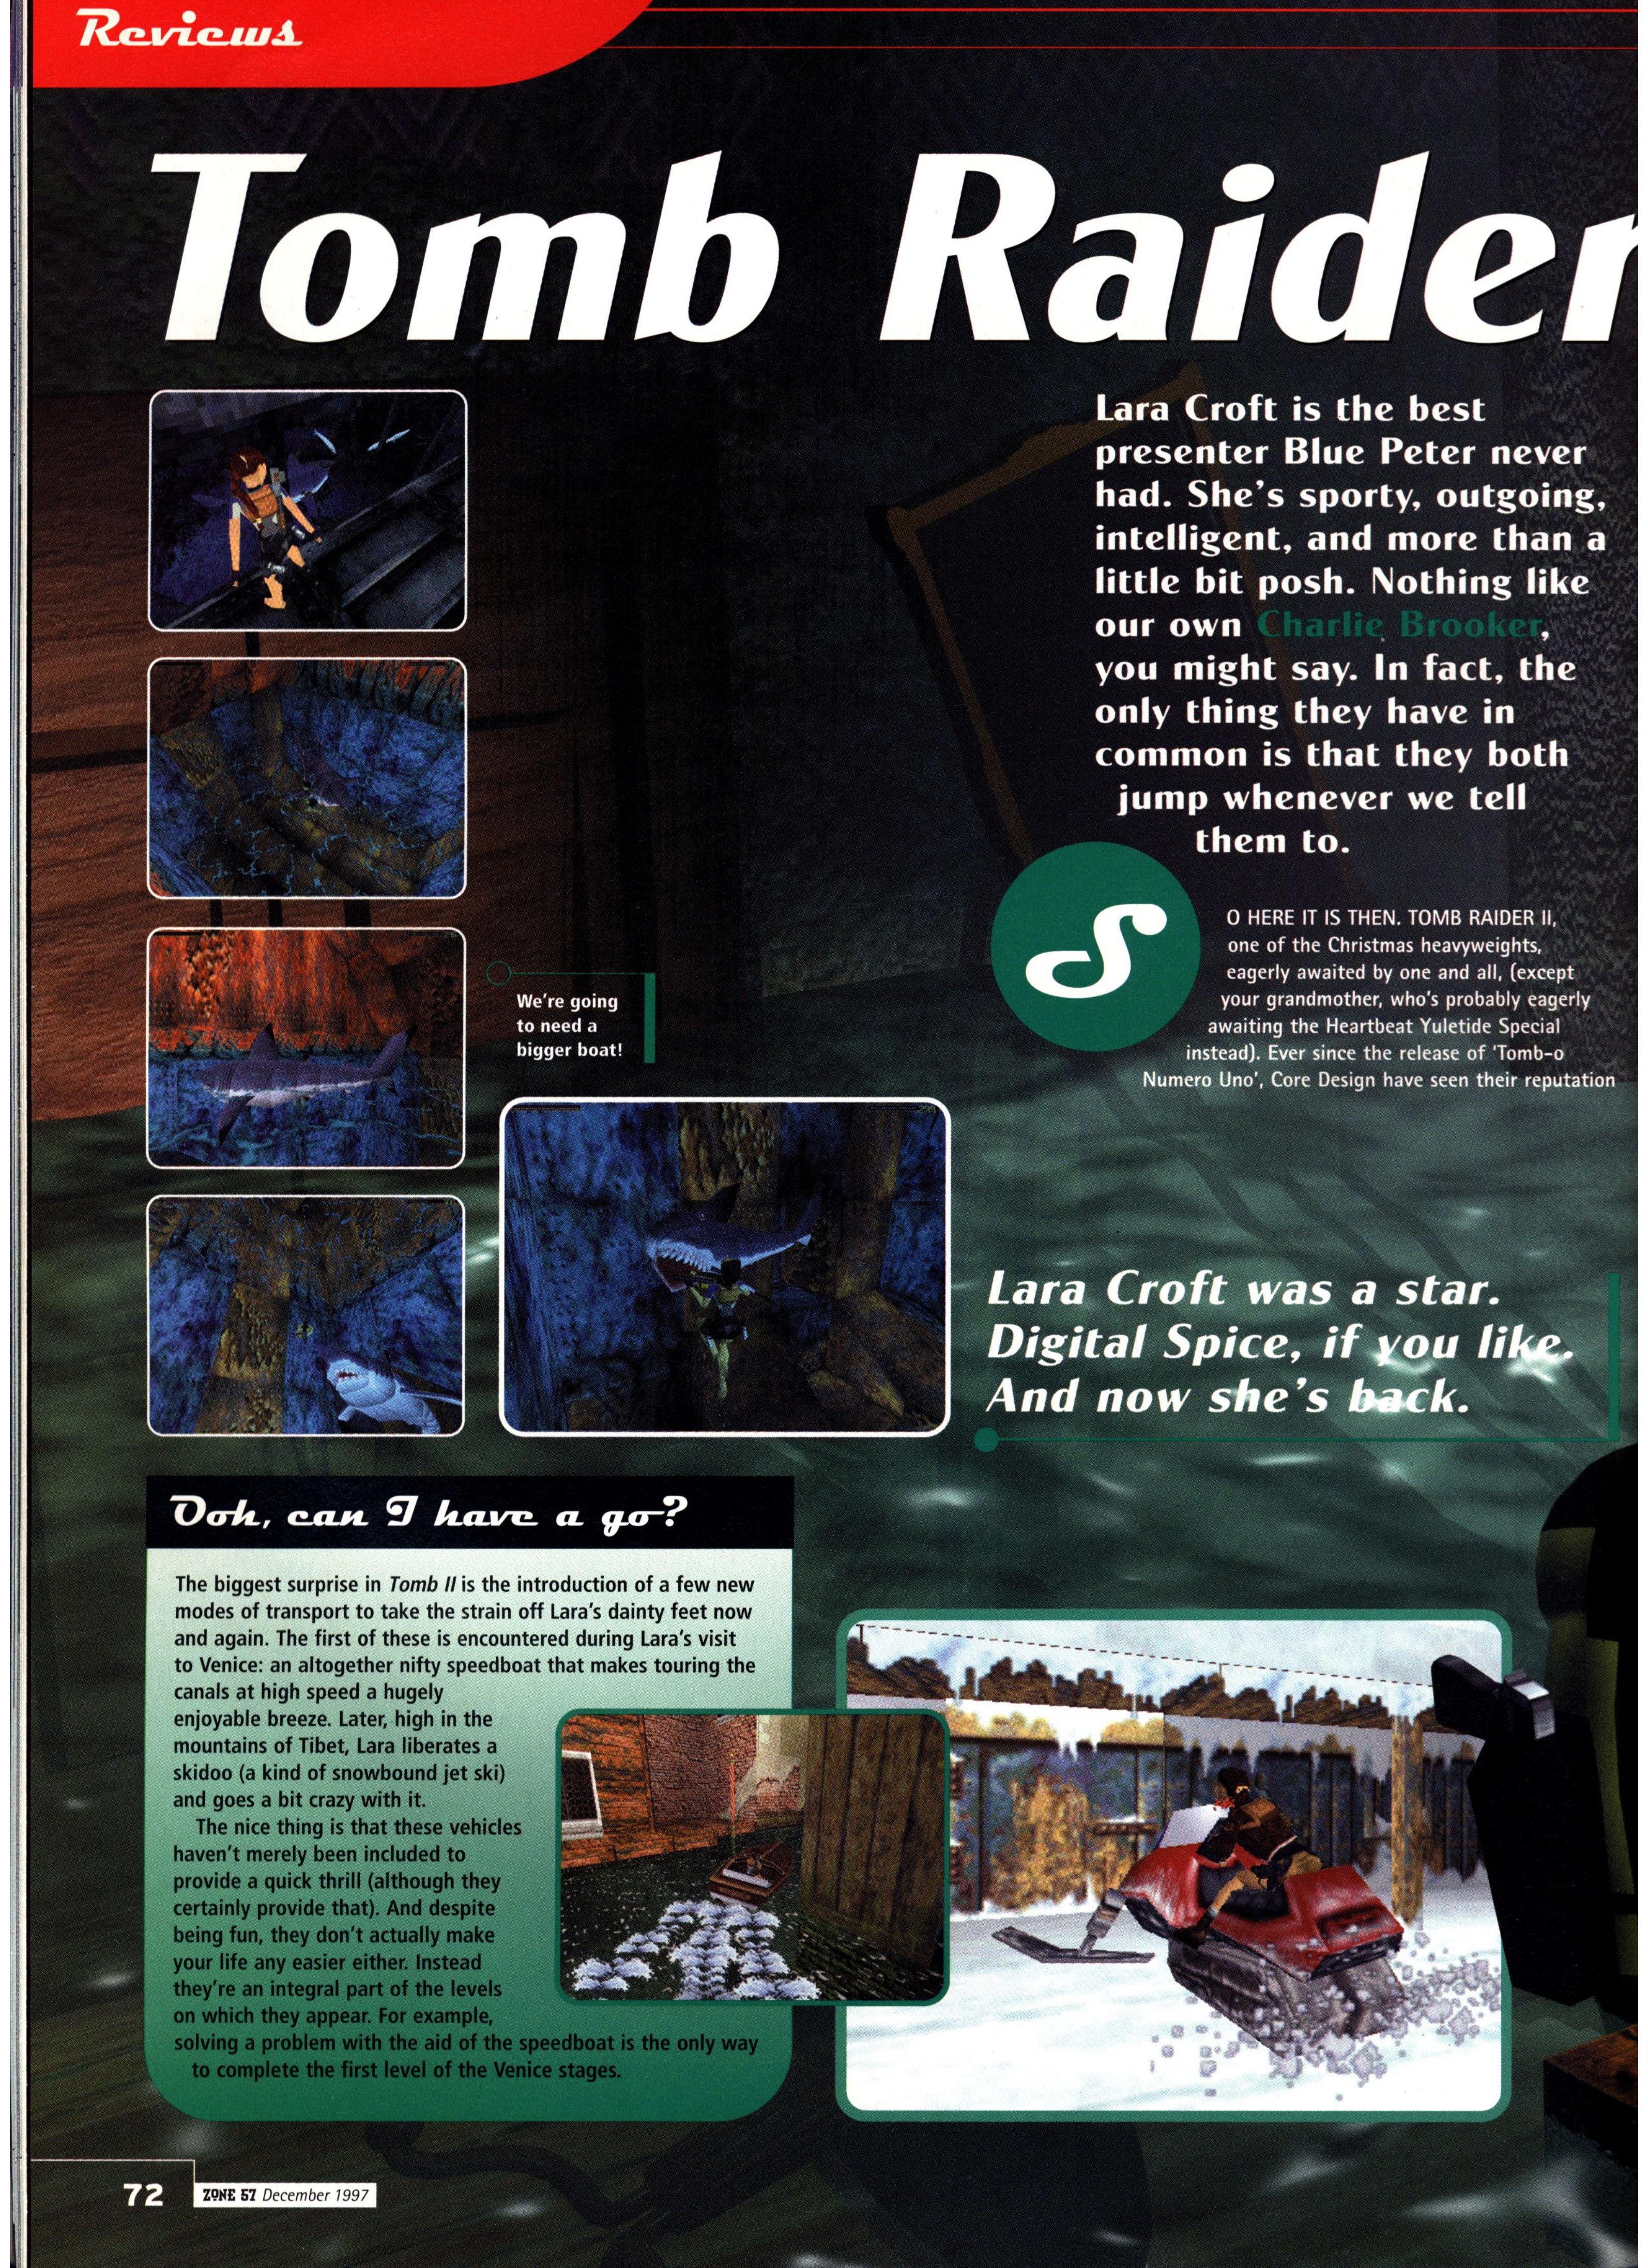 Reviews
Tomb Raider
Lara Croft is the best
presenter Blue Peter never
had. She's sporty, outgoing,
intelligent, and more than a
little bit posh. Nothing like
our own Charlie Brooker,
you might say. In fact, the
only thing they have in
common is that they both
jump whenever we tell
them to.
SO HERE IT IS THEN. TOMB RAIDER II,
one of the Christmas heavyweights,
eagerly awaited by one and all, (except
your grandmother, who's probably eagerly
awaiting the Heartbeat Yuletide Special
instead). Ever since the release of 'Tomb-o
Numero Uno', Core Design have seen their reputation
We're going
to need a
bigger boat!
Lara Croft was a star.
Digital Spice, if you like.
And now she's back.
Ooh, can I have a go?
The biggest surprise in Tomb II is the introduction of a few new
modes of transport to take the strain off Lara's dainty feet now
and again. The first of these is encountered during Lara's visit
to Venice: an altogether nifty speedboat that makes touring the
canals at high speed a hugely
enjoyable breeze. Later, high in the
mountains of Tibet, Lara liberates a
skidoo (a kind of snowbound jet ski)
and goes a bit crazy with it.
The nice thing is that these vehicles
haven't merely been included to
provide a quick thrill (although they
certainly provide that). And despite
being fun, they don't actually make
your life any easier either. Instead
they're an integral part of the levels
on which they appear. For example,
solving a problem with the aid of the speedboat is the only way
to complete the first level of the Venice stages.
72
ZONE 57 December 1997